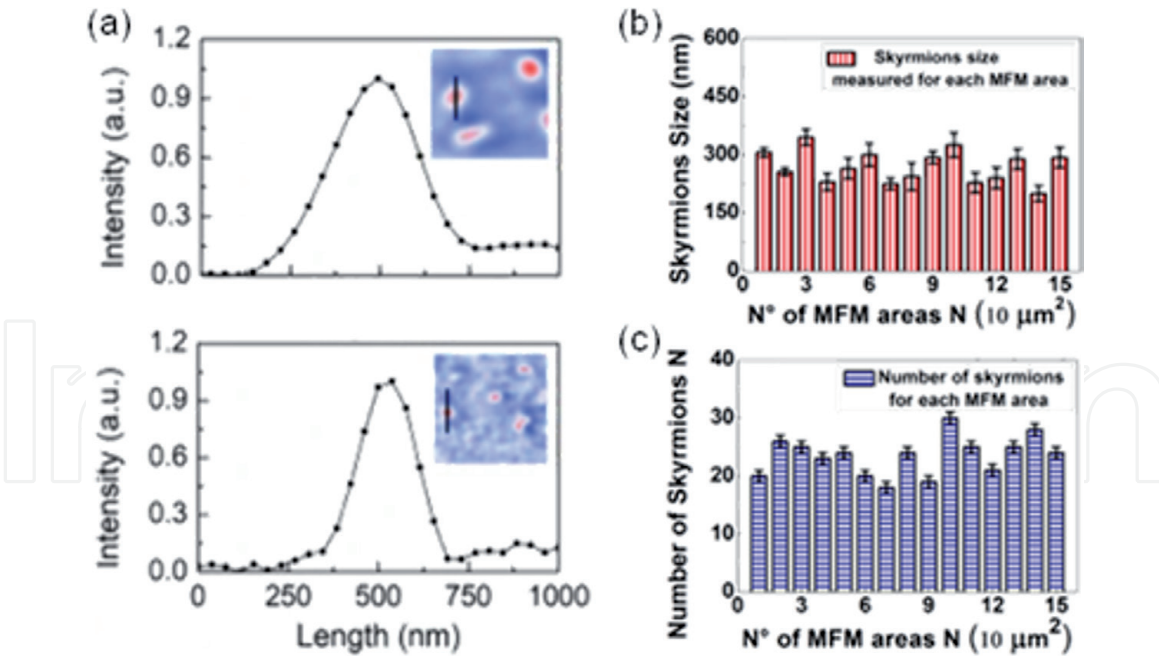 (a)
1.2
0.9
0.6
0.3
0.0
Intensity (a.u.)
1.2
0.9
0.6
0.3
0.0
Intensity (a.u.)
0 250 500 750 1000
Length (nm)
(b)
600
450
300
150
0
Skyrmions Size (nm)
Skyrmions size
measured for each MFM area
0 3 6 9 12 15
N° of MFM areas N (10 μm²)
(c)
40
30
20
10
0
Number of Skyrmions N
Number of skyrmions
for each MFM area
0 3 6 9 12 15
N° of MFM areas N (10 μm²)